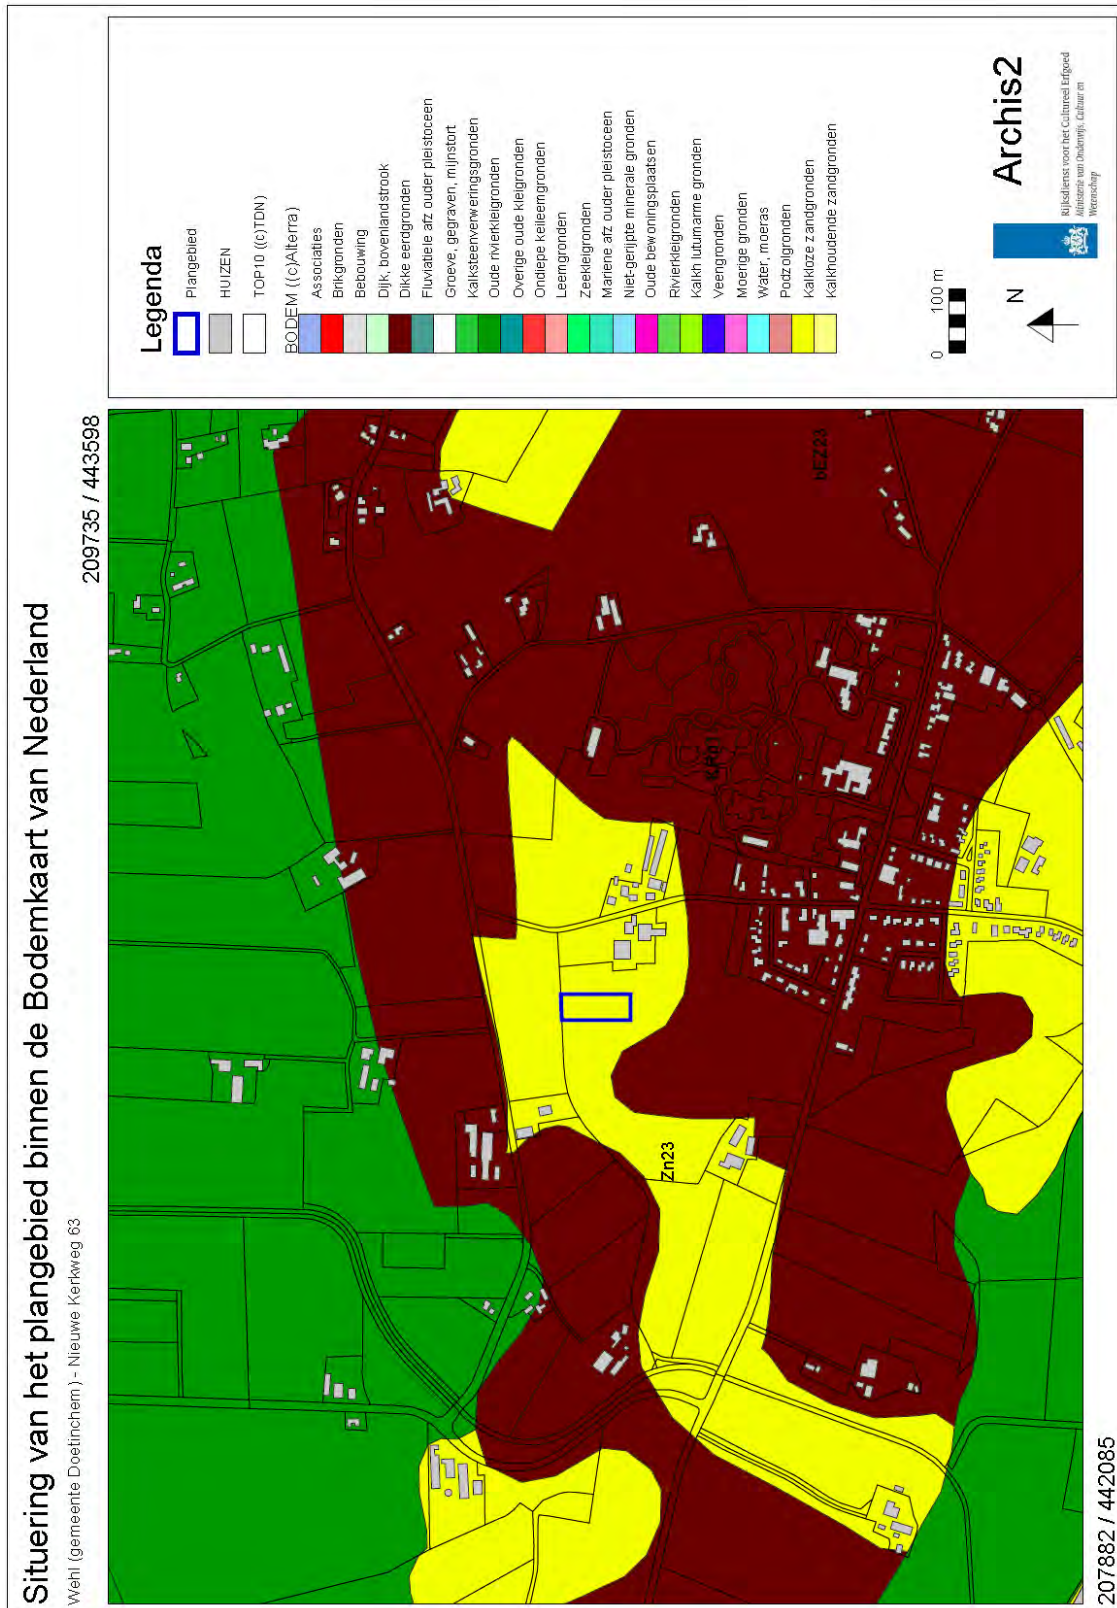 Situering van het plangebied binnen de Bodemkaart van Nederland
Wehl (gemeente Doetinchem) - Nieuwe Kerkweg 63
209735 / 443598
bEZ23
Zn23
207882 / 442085
Legenda
Plangebied
HUIZEN
TOP10 ((c)TDN)
BODEM ((c)Alterra)
Associaties
Brikgronden
Bebouwing
Dijk, bovenlandstrook
Dikke eerdgronden
Fluviatiele afz ouder pleistoceen
Groeve, gegraven, mijnstort
Kalksteenverweringsgronden
Oude rivierkleigronden
Overige oude kleigronden
Ondiepe keileemgronden
Leemgronden
Zeekleigronden
Mariene afz ouder pleistoceen
Niet-gerijpte minerale gronden
Oude bewoningsplaatsen
Rivierkleigronden
Kalkh lutumarme gronden
Veengronden
Moerige gronden
Water, moeras
Podzolgronden
Kalkloze zandgronden
Kalkhoudende zandgronden
0 100 m
N
Archis2
Rijksdienst voor het Cultureel Erfgoed
Ministerie van Onderwijs, Cultuur en
Wetenschap